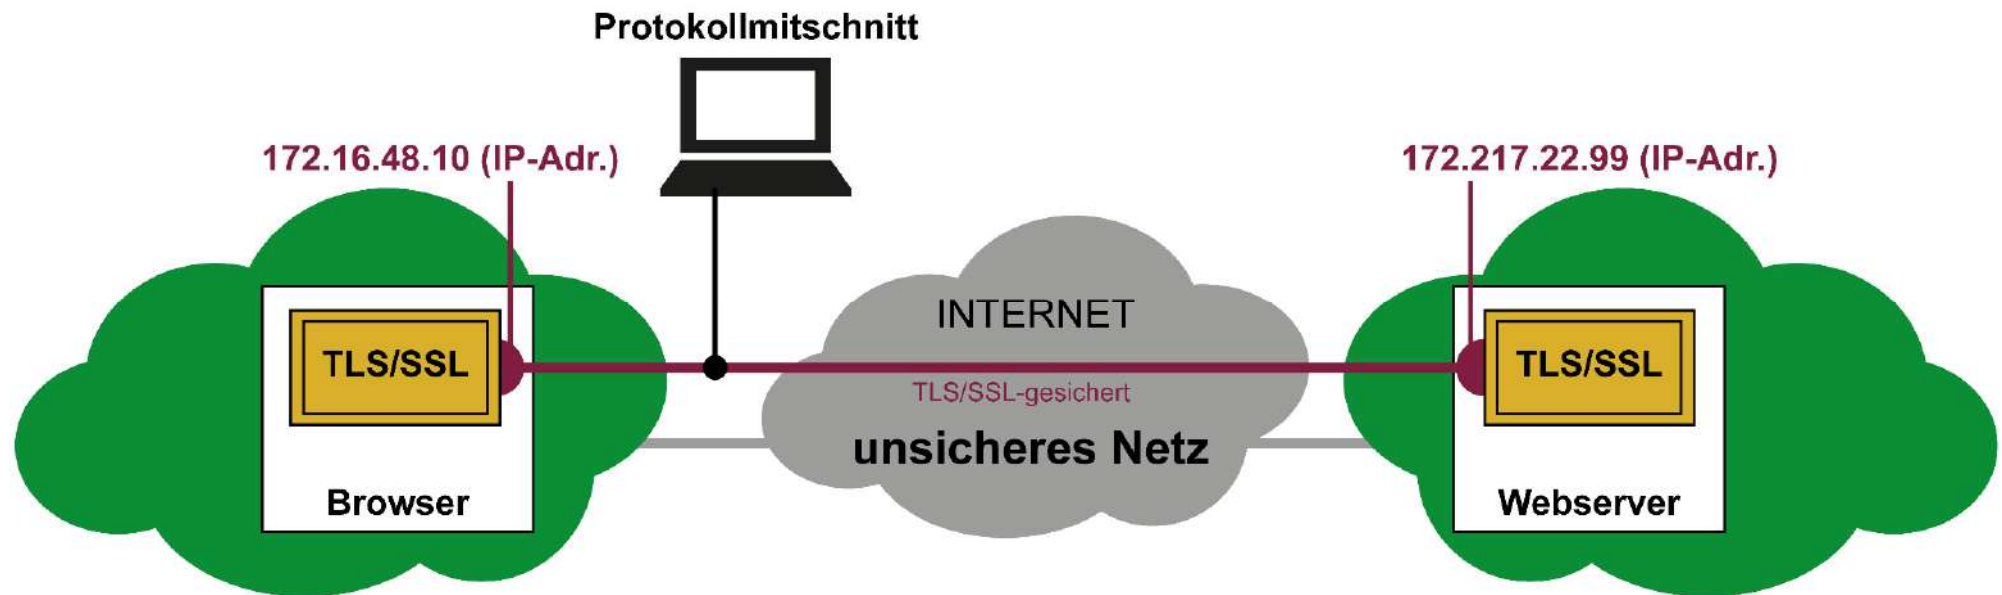 Protokollmitschnitt
172.16.48.10 (IP-Adr.)
172.217.22.99 (IP-Adr.)
INTERNET
TLS/SSL
TLS/SSL
TLS/SSL-gesichert
unsicheres Netz
Browser
Webserver